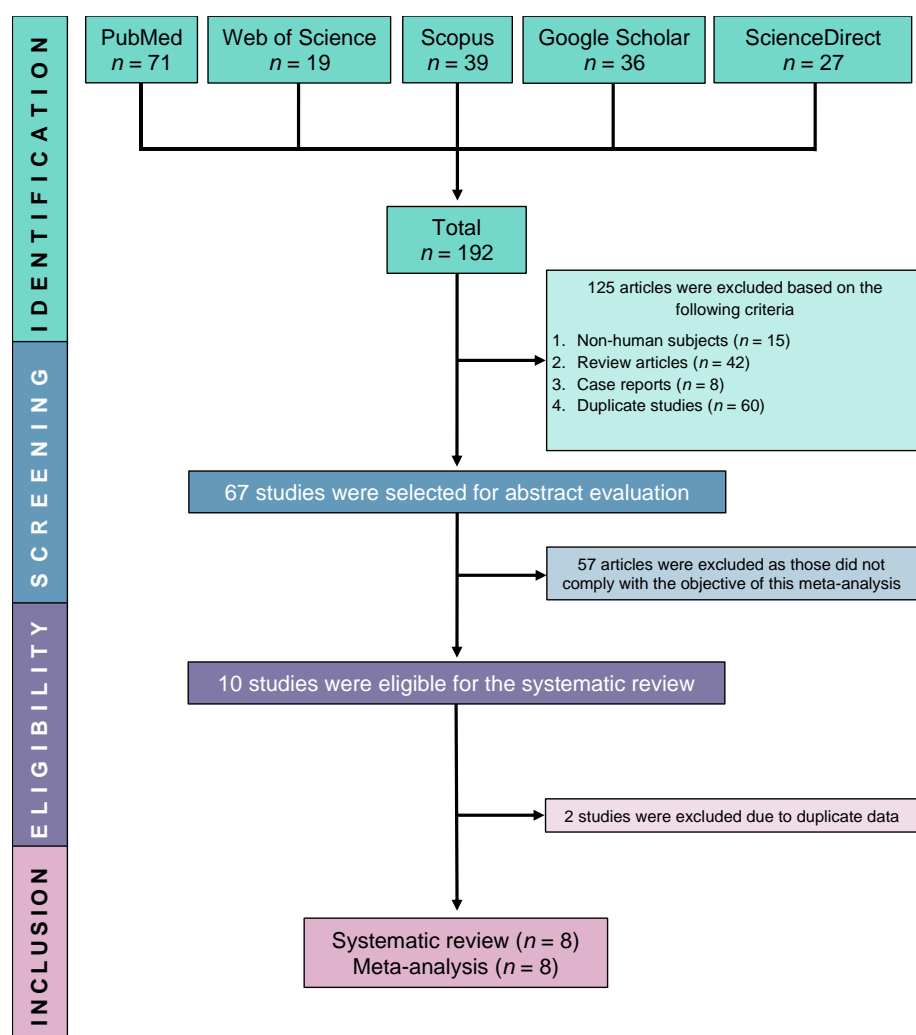 PubMed
n = 71
Web of Science
n = 19
Scopus
n = 39
Google Scholar
n = 36
ScienceDirect
n = 27
IDENTIFICATION
Total
n = 192
125 articles were excluded based on the
following criteria
1. Non-human subjects (n = 15)
2. Review articles (n = 42)
3. Case reports (n = 8)
4. Duplicate studies (n = 60)
SCREENING
67 studies were selected for abstract evaluation
57 articles were excluded as those did not
comply with the objective of this meta-analysis
ELIGIBILITY
10 studies were eligible for the systematic review
2 studies were excluded due to duplicate data
INCLUSION
Systematic review (n = 8)
Meta-analysis (n = 8)